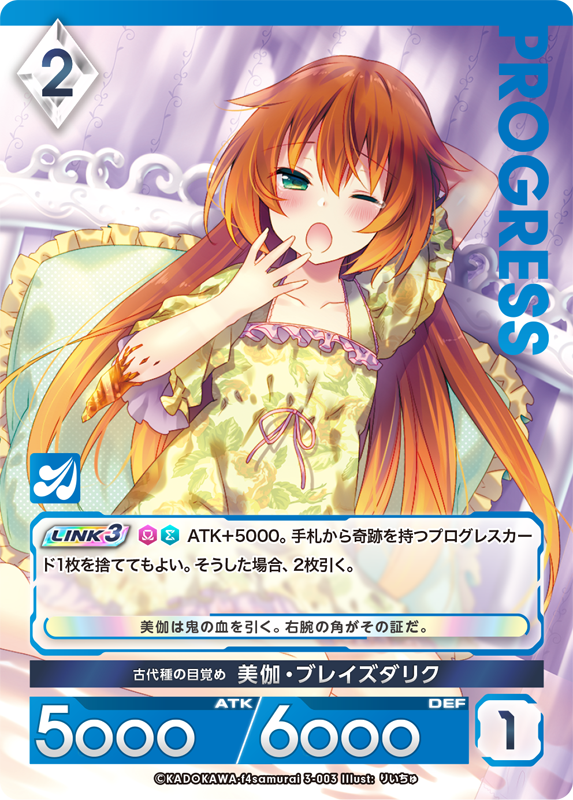 2
PROGRESS
LINK3 Ω Σ ATK+5000。手札から奇跡を持つプログレスカー
ド1枚を捨ててもよい。そうした場合、2枚引く。
美伽は鬼の血を引く。右腕の角がその証だ。
古代種の目覚め 美伽・ブレイズダリク
ATK DEF
5000/6000 1
©KADOKAWA-f4samurai 3-003 Illust: りいちゅ